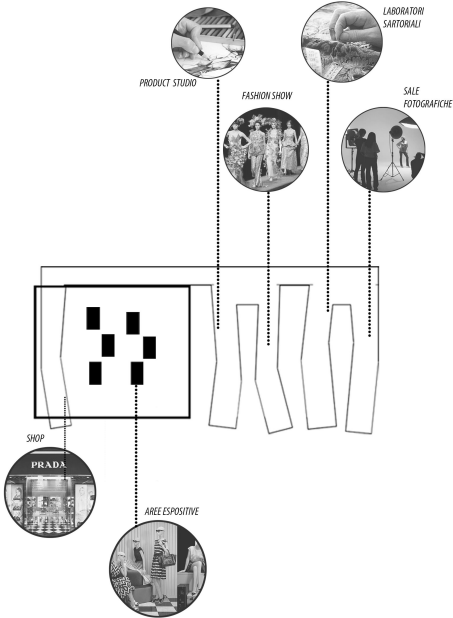 LABORATORI
SARTORIALI
PRODUCT STUDIO
FASHION SHOW
SALE
FOTOGRAFICHE
SHOP
PRADA
AREE ESPOSITIVE